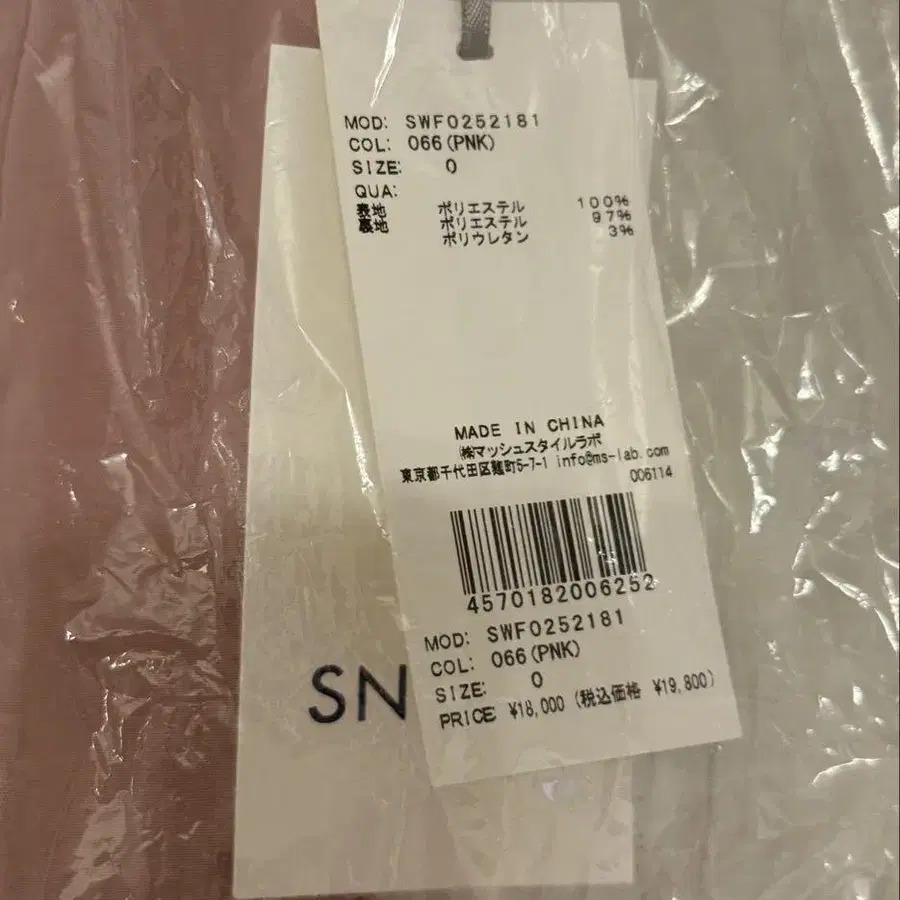 MOD: SWF0252181
COL: 066(PNK)
SIZE: 0
QUA:
表地 ポリエステル 100%
裏地 ポリエステル 97%
ポリウレタン 3%
MADE IN CHINA
㈱マッシュスタイルラボ
東京都千代田区麹町5-7-1 info@ms-lab.com
006114
4570182006252
MOD: SWF0252181
COL: 066(PNK)
SIZE: 0
PRICE ¥18,000 (税込価格 ¥19,800)
SN